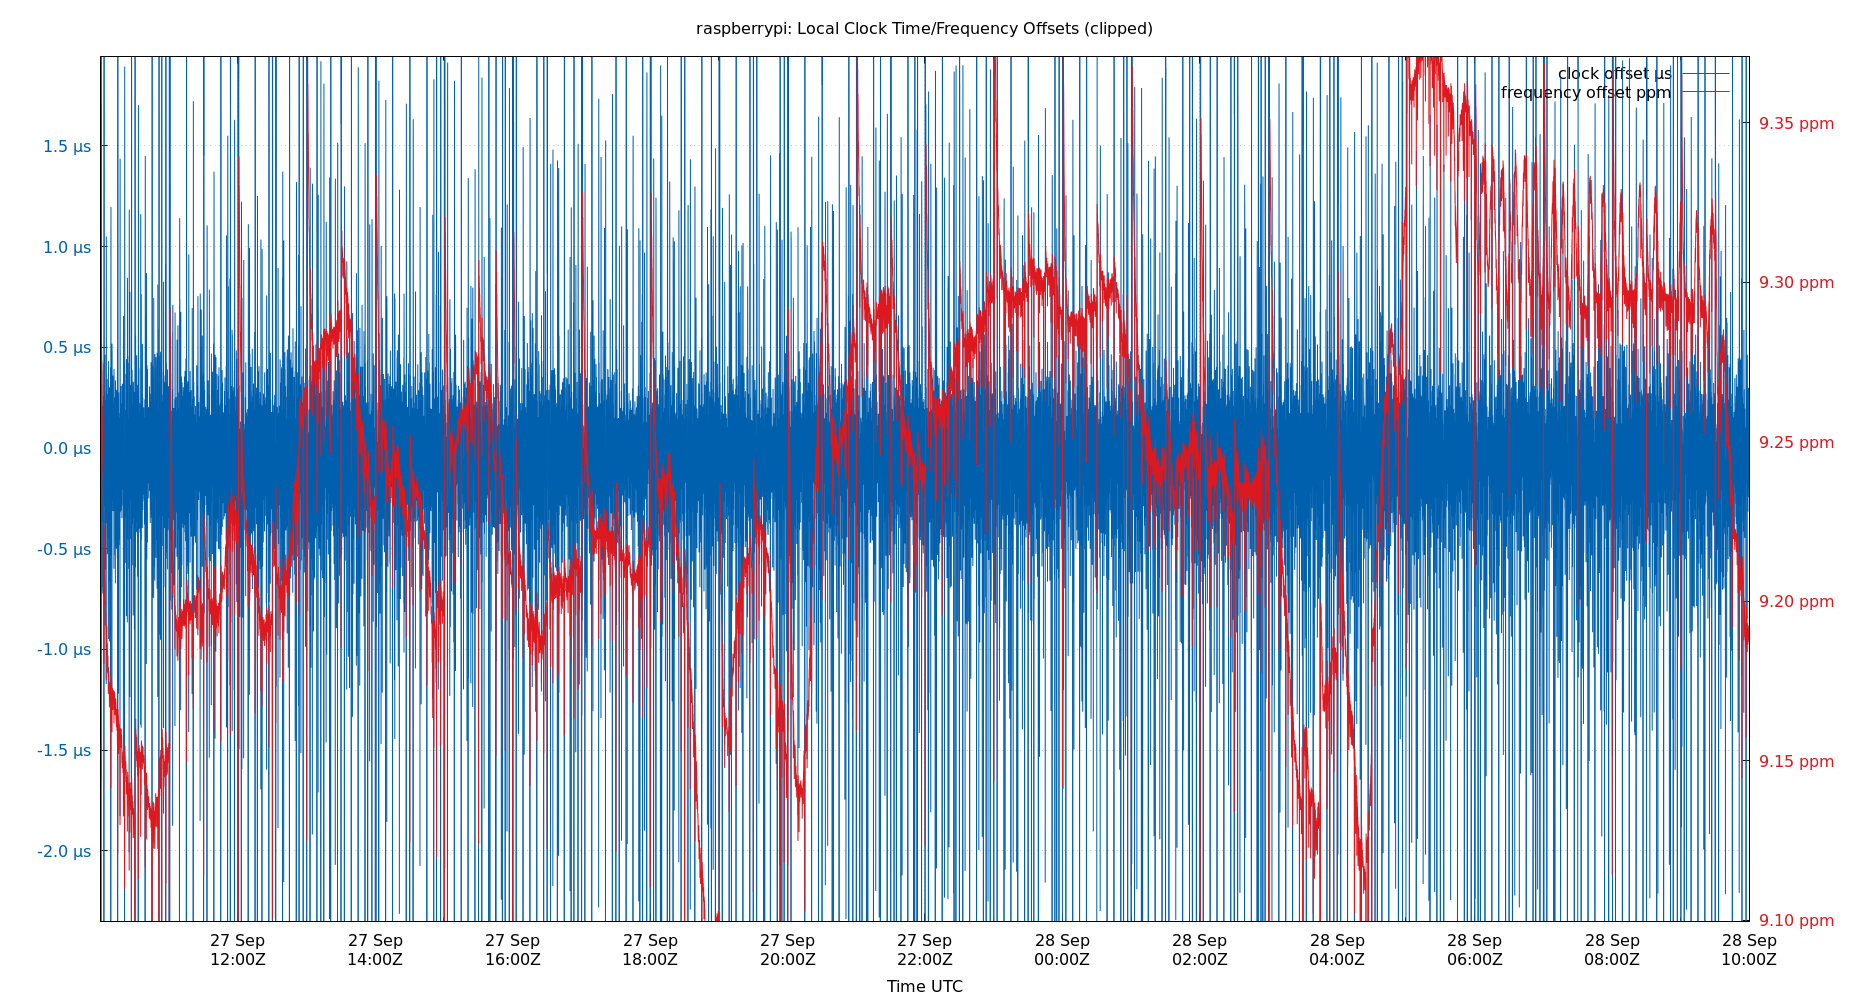 raspberrypi: Local Clock Time/Frequency Offsets (clipped)
clock offset µs
frequency offset ppm
1.5 µs
1.0 µs
0.5 µs
0.0 µs
-0.5 µs
-1.0 µs
-1.5 µs
-2.0 µs
9.35 ppm
9.30 ppm
9.25 ppm
9.20 ppm
9.15 ppm
9.10 ppm
27 Sep 27 Sep 27 Sep 27 Sep 27 Sep 27 Sep 28 Sep 28 Sep 28 Sep 28 Sep 28 Sep 28 Sep
12:00Z 14:00Z 16:00Z 18:00Z 20:00Z 22:00Z 00:00Z 02:00Z 04:00Z 06:00Z 08:00Z 10:00Z
Time UTC